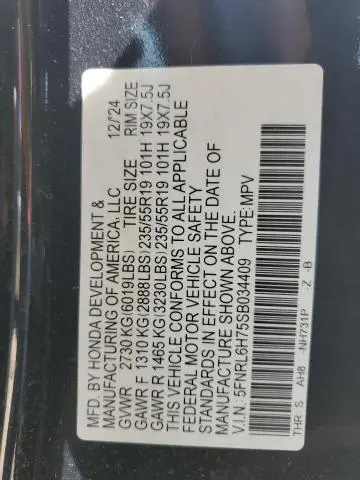 MFD. BY HONDA DEVELOPMENT &
MANUFACTURING OF AMERICA, LLC 12/24
GVWR 2730 KG(6019LBS) TIRE SIZE RIM SIZE
GAWR F 1310 KG(2888LBS)235/55R19 101H 19X7.5J
GAWR R 1465 KG(3230LBS)235/55R19 101H 19X7.5J
THIS VEHICLE CONFORMS TO ALL APPLICABLE
FEDERAL MOTOR VEHICLE SAFETY
STANDARDS IN EFFECT ON THE DATE OF
MANUFACTURE SHOWN ABOVE.
V.I.N.: 5FNRL6H75SB034409 TYPE:MPV
THR S AH8 -NH731P -Z -B